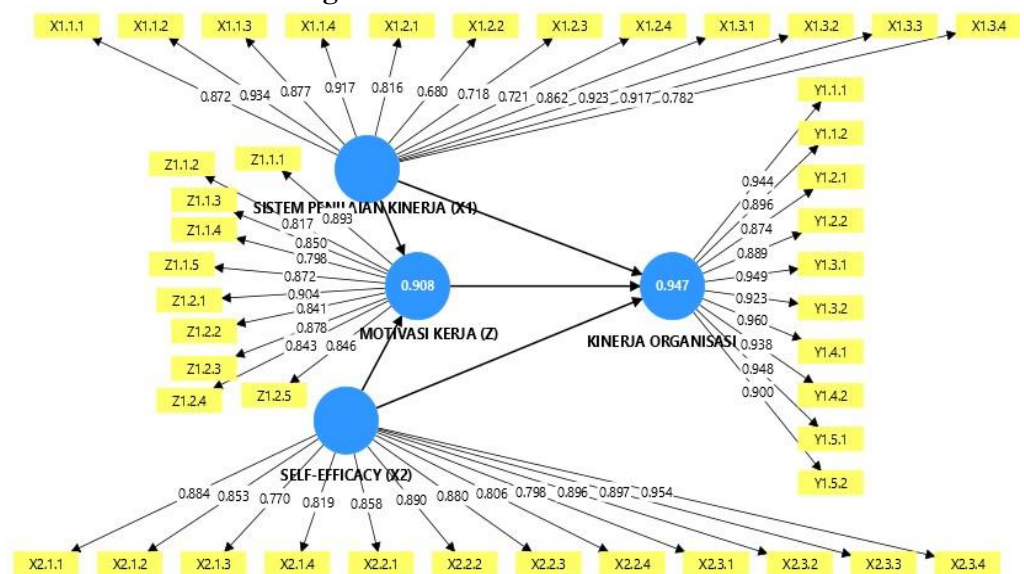 X1.1.1 X1.1.2 X1.1.3 X1.1.4 X1.2.1 X1.2.2 X1.2.3 X1.2.4 X1.3.1 X1.3.2 X1.3.3 X1.3.4
0.872 0.934 0.877 0.917 0.816 0.680 0.718 0.721 0.862 0.923 0.917 0.782
SISTEM PENILAIAN KINERJA (X1)
Z1.1.1
Z1.1.2
Z1.1.3
Z1.1.4
Z1.1.5
Z1.2.1
Z1.2.2
Z1.2.3
Z1.2.4
Z1.2.5
0.893
0.817
0.850
0.798
0.872
0.904
0.841
0.878
0.843
0.846
0.908
MOTIVASI KERJA (Z)
0.947
KINERJA ORGANISASI
0.944
0.896
0.874
0.889
0.949
0.923
0.960
0.938
0.948
0.900
Y1.1.1
Y1.1.2
Y1.2.1
Y1.2.2
Y1.3.1
Y1.3.2
Y1.4.1
Y1.4.2
Y1.5.1
Y1.5.2
SELF-EFFICACY (X2)
0.884 0.853 0.770 0.819 0.858 0.890 0.880 0.806 0.798 0.896 0.897 0.954
X2.1.1 X2.1.2 X2.1.3 X2.1.4 X2.2.1 X2.2.2 X2.2.3 X2.2.4 X2.3.1 X2.3.2 X2.3.3 X2.3.4